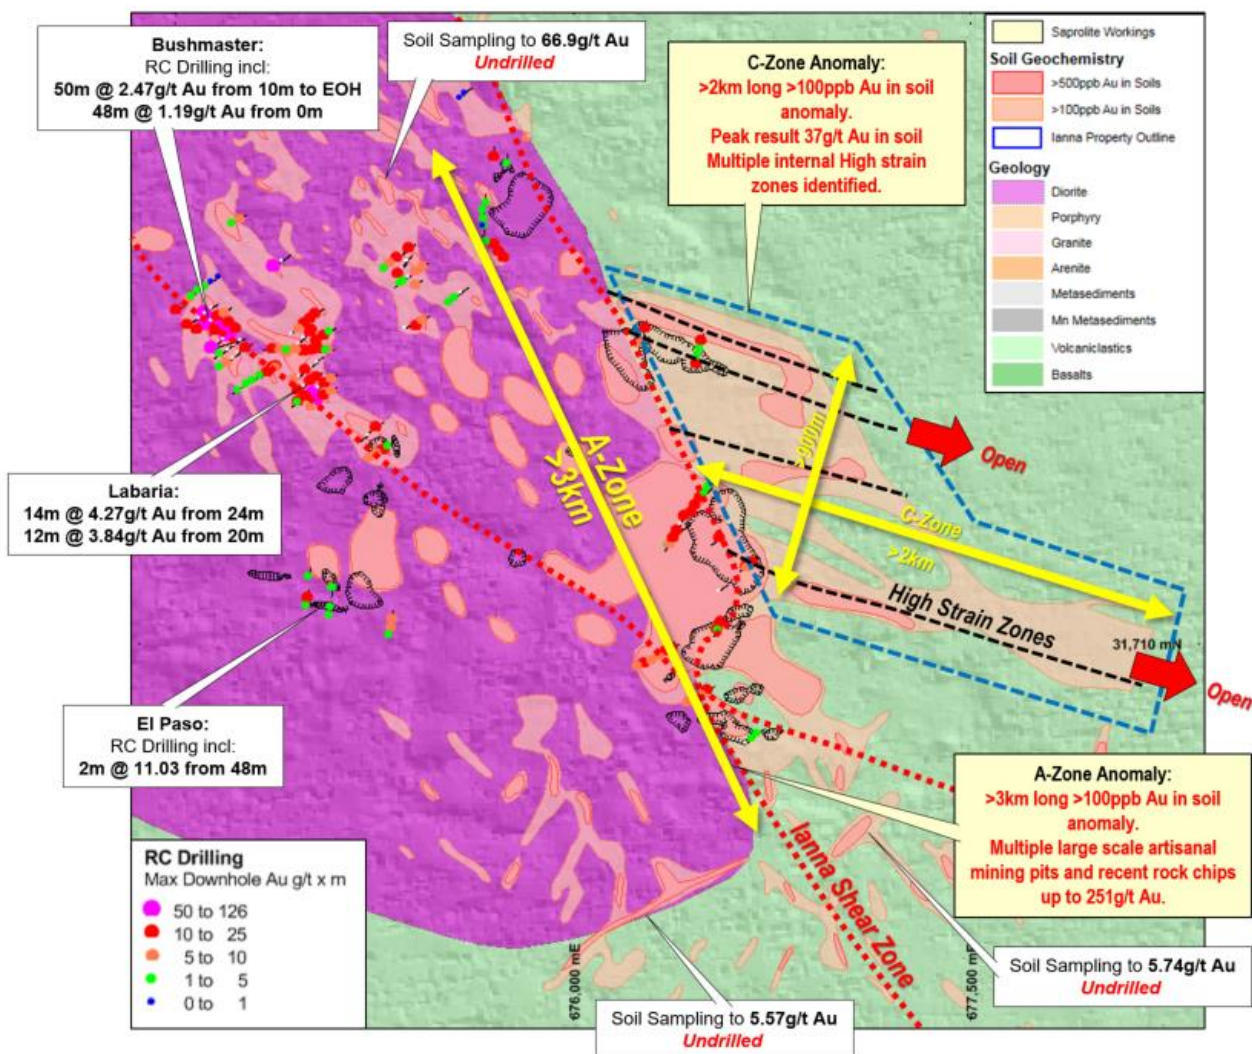 Bushmaster:
RC Drilling incl:
50m @ 2.47g/t Au from 10m to EOH
48m @ 1.19g/t Au from 0m
Soil Sampling to 66.9g/t Au
Undrilled
C-Zone Anomaly:
>2km long >100ppb Au in soil
anomaly.
Peak result 37g/t Au in soil
Multiple internal High strain
zones identified.
Saprolite Workings
Soil Geochemistry
>500ppb Au in Soils
>100ppb Au in Soils
Ianna Property Outline
Geology
Diorite
Porphyry
Granite
Arenite
Metasediments
Mn Metasediments
Volcaniclastics
Basalts
A-Zone
>3km
>900m
Open
C-Zone
>2km
High Strain Zones
31,710 mN
Open
Labaria:
14m @ 4.27g/t Au from 24m
12m @ 3.84g/t Au from 20m
El Paso:
RC Drilling incl:
2m @ 11.03 from 48m
A-Zone Anomaly:
>3km long >100ppb Au in soil
anomaly.
Multiple large scale artisanal
mining pits and recent rock chips
up to 251g/t Au.
Ianna Shear Zone
RC Drilling
Max Downhole Au g/t x m
50 to 126
10 to 25
5 to 10
1 to 5
0 to 1
676,000 mE
677,500 mE
Soil Sampling to 5.74g/t Au
Undrilled
Soil Sampling to 5.57g/t Au
Undrilled